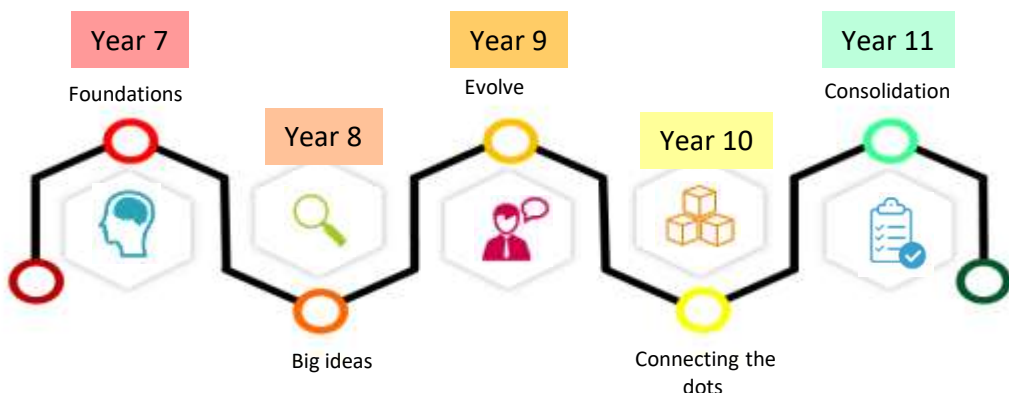 Year 7
Foundations
Year 8
Big ideas
Year 9
Evolve
Year 10
Connecting the
dots
Year 11
Consolidation